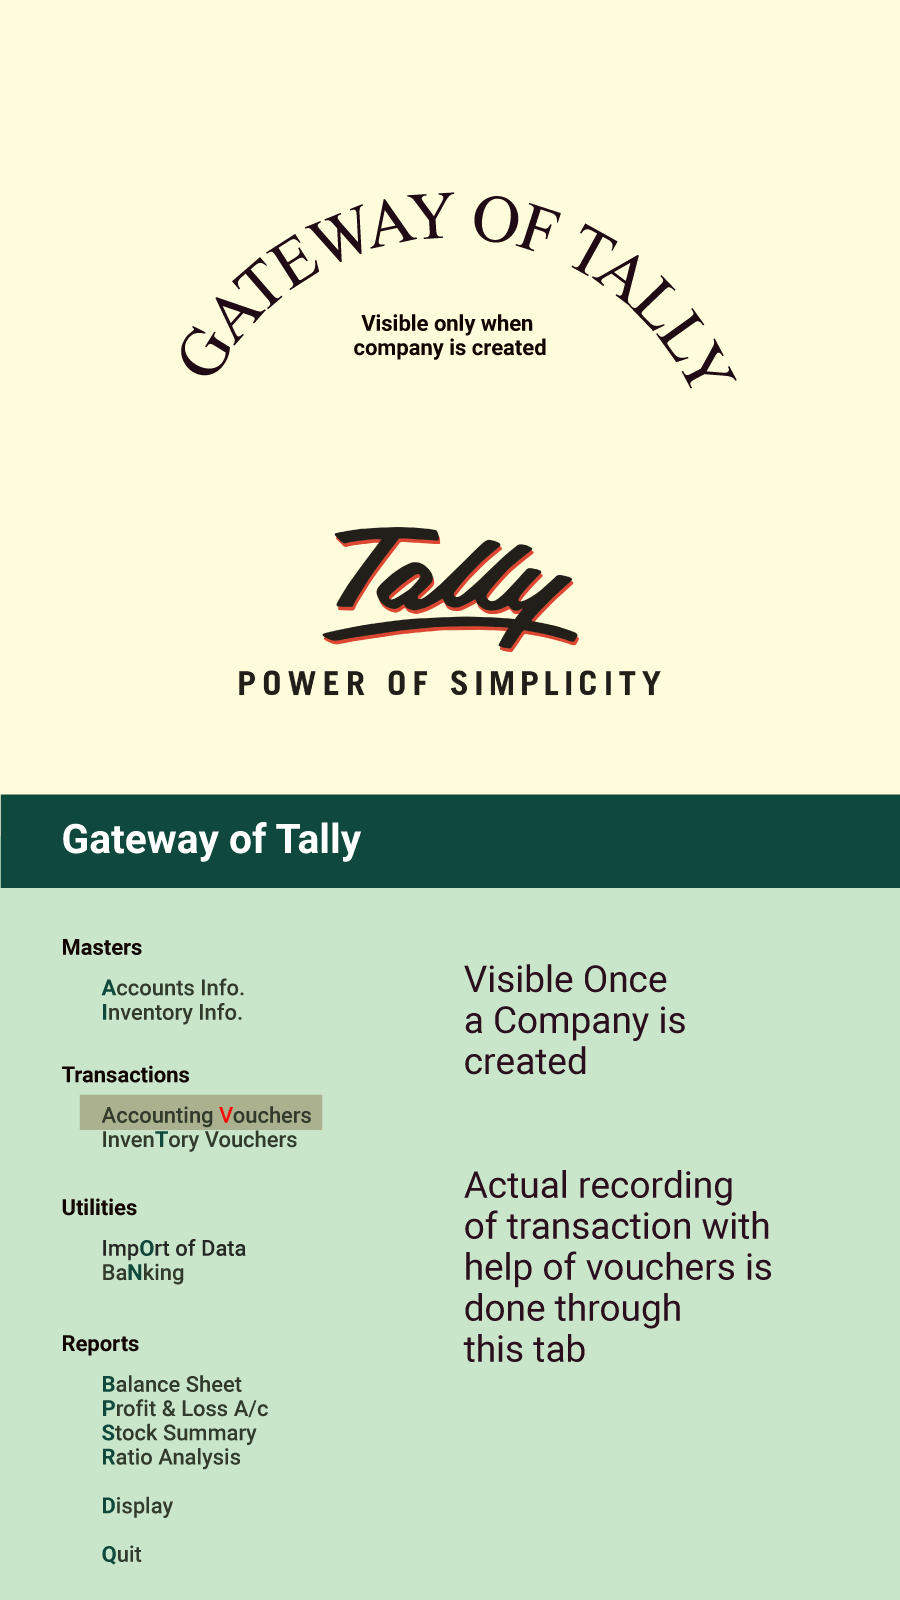 GATEWAY OF TALLY
Visible only when
company is created
Tally
POWER OF SIMPLICITY
Gateway of Tally
Masters
Accounts Info.
Inventory Info.
Transactions
Accounting Vouchers
InvenTory Vouchers
Utilities
ImpOrt of Data
BaNking
Reports
Balance Sheet
Profit & Loss A/c
Stock Summary
Ratio Analysis
Display
Quit
Visible Once
a Company is
created
Actual recording
of transaction with
help of vouchers is
done through
this tab